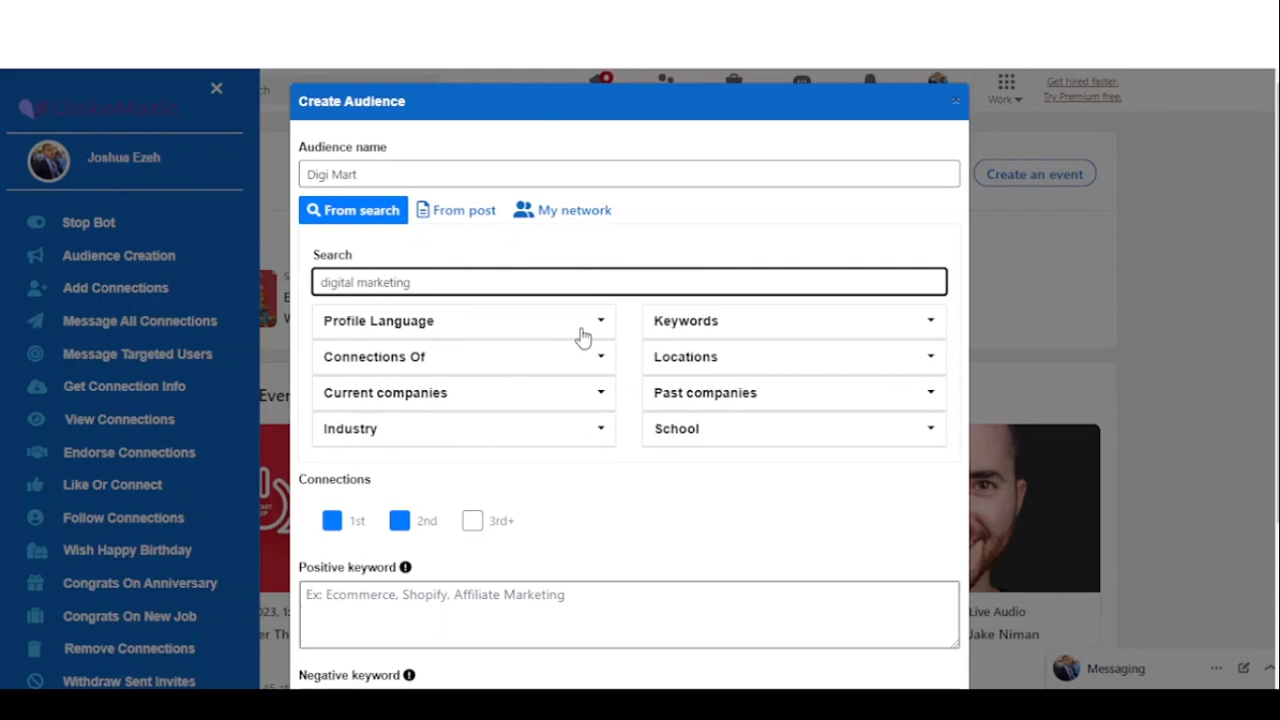 Create Audience
Get hired faster.
Try Premium free.
Work
Joshua Ezeh
Stop Bot
Audience Creation
Add Connections
Message All Connections
Message Targeted Users
Get Connection Info
View Connections
Endorse Connections
Like Or Connect
Follow Connections
Wish Happy Birthday
Congrats On Anniversary
Congrats On New Job
Remove Connections
Withdraw Sent Invites
Audience name
Digi Mart
From search From post My network
Search
digital marketing
Profile Language Keywords
Connections Of Locations
Current companies Past companies
Industry School
Connections
1st 2nd 3rd+
Positive keyword
Ex: Ecommerce, Shopify, Affiliate Marketing
Negative keyword
Create an event
Live Audio
Jake Niman
Messaging